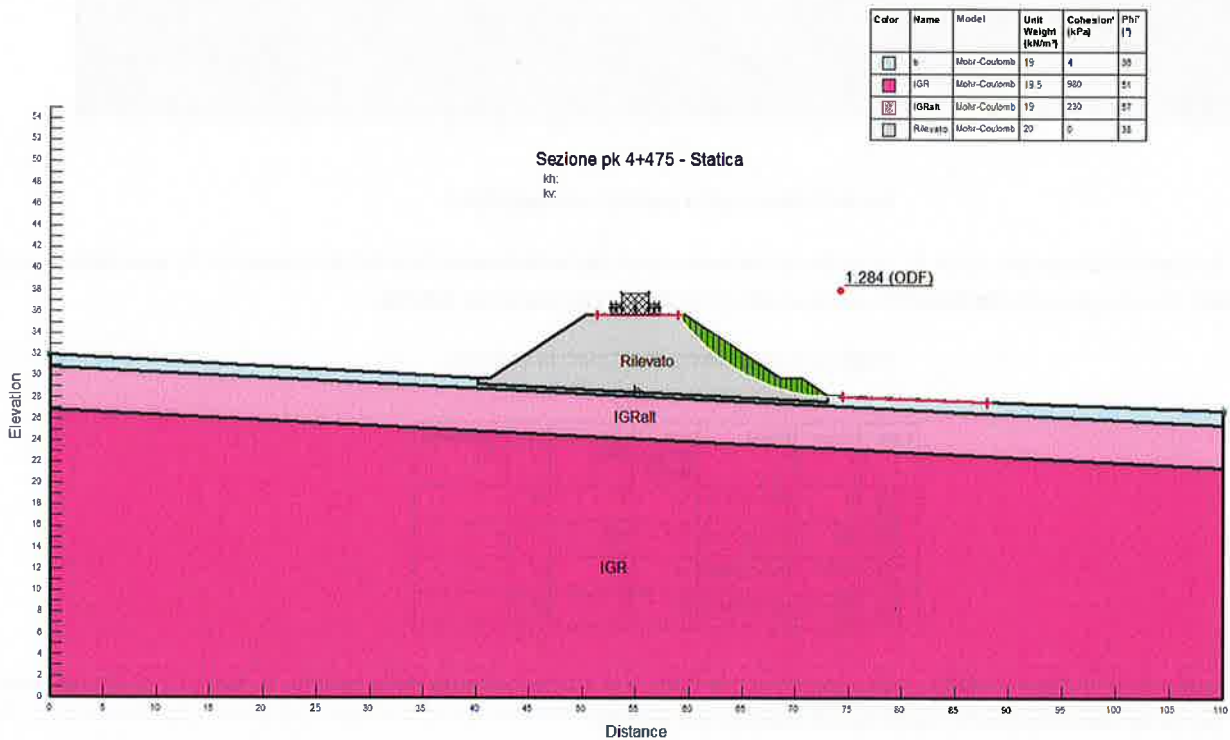 Color Name Model Unit Weight (kN/m³) Cohesion' (kPa) Phi' (°)
b Mohr-Coulomb 19 4 38
IGR Mohr-Coulomb 19.5 980 51
IGRalt Mohr-Coulomb 19 230 57
Rilevato Mohr-Coulomb 20 0 38
Sezione pk 4+475 - Statica
kh:
kv:
1.284 (ODF)
Rilevato
b
IGRalt
IGR
Elevation
54
52
50
48
46
44
42
40
38
36
34
32
30
28
26
24
22
20
18
16
14
12
10
8
6
4
2
0
0 5 10 15 20 25 30 35 40 45 50 55 60 65 70 75 80 85 90 95 100 105 110
Distance